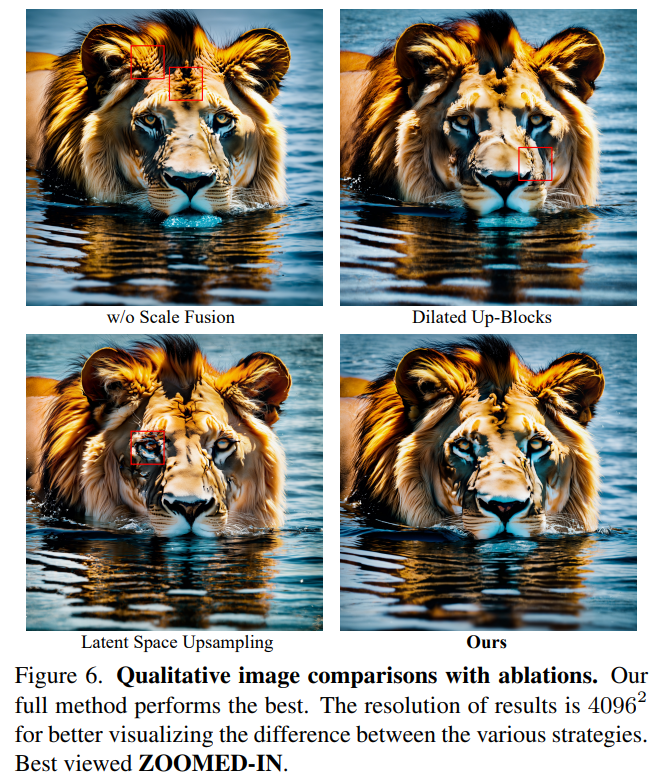 w/o Scale Fusion
Dilated Up-Blocks
Latent Space Upsampling
Ours
Figure 6. Qualitative image comparisons with ablations. Our
full method performs the best. The resolution of results is 4096²
for better visualizing the difference between the various strategies.
Best viewed ZOOMED-IN.